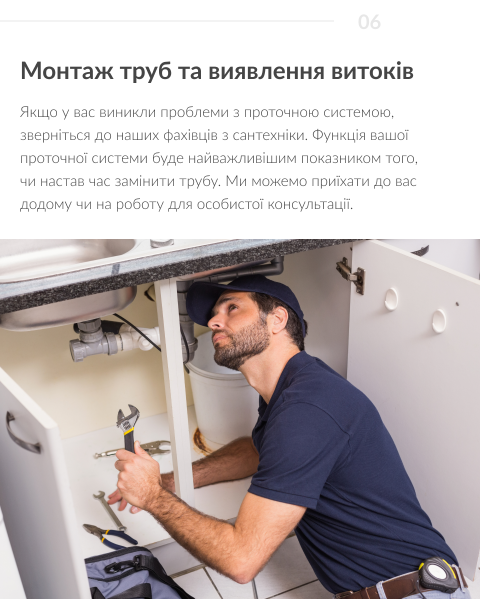 06
Монтаж труб та виявлення витоків
Якщо у вас виникли проблеми з проточною системою,
зверніться до наших фахівців з сантехніки. Функція вашої
проточної системи буде найважливішим показником того,
чи настав час замінити трубу. Ми можемо приїхати до вас
додому чи на роботу для особистої консультації.